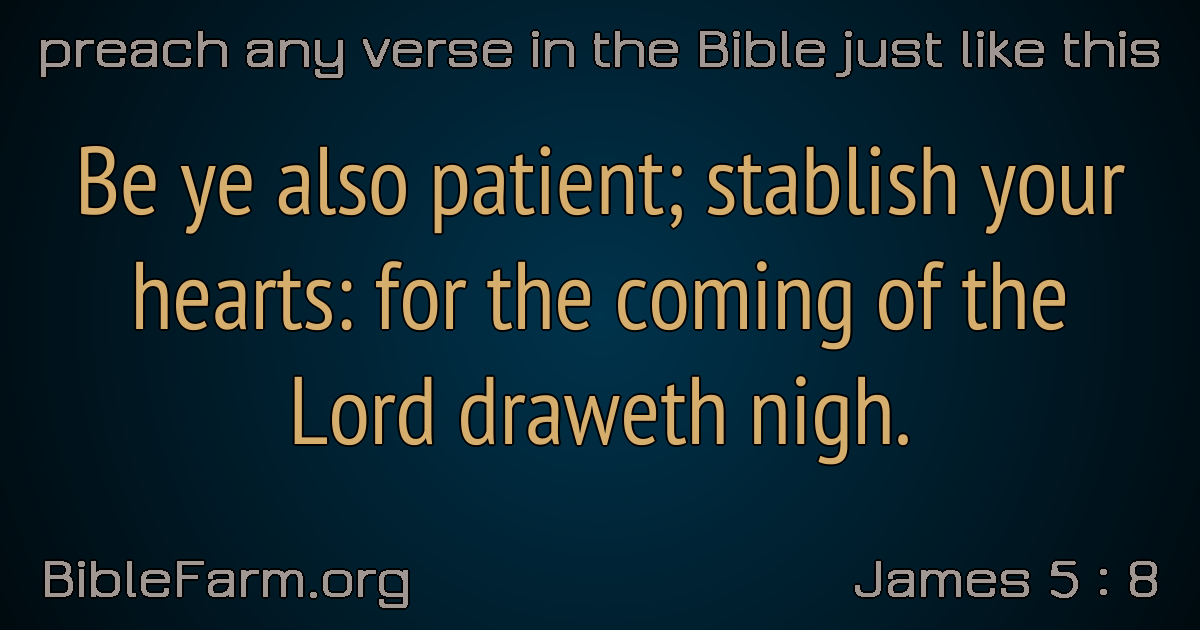 preach any verse in the Bible just like this
Be ye also patient; stablish your
hearts: for the coming of the
Lord draweth nigh.
BibleFarm.org
James 5 : 8